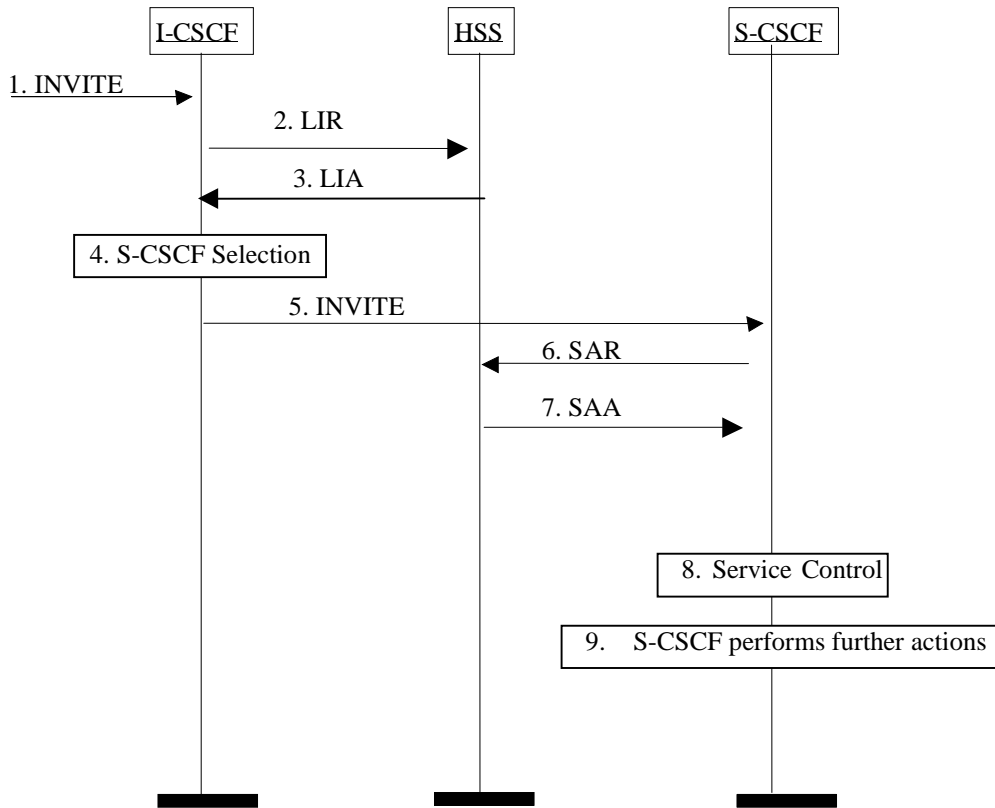 I-CSCF
HSS
S-CSCF
1. INVITE
2. LIR
3. LIA
4. S-CSCF Selection
5. INVITE
6. SAR
7. SAA
8. Service Control
9. S-CSCF performs further actions